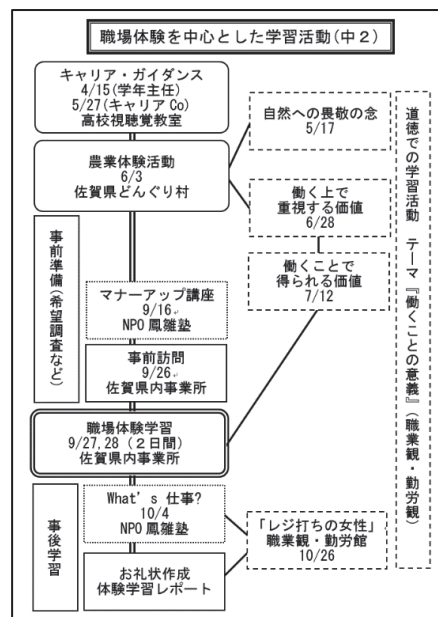 職場体験を中心とした学習活動(中2)
キャリア・ガイダンス
4/15(学年主任)
5/27(キャリアCo)
高校視聴覚教室
自然への畏敬の念
5/17
農業体験活動
6/3
佐賀県どんぐり村
働く上で
重視する価値
6/28
働くことで
得られる価値
7/12
事前準備(希望調査など)
マナーアップ講座
9/16
NPO鳳雛塾
事前訪問
9/26
佐賀県内事業所
職場体験学習
9/27,28(2日間)
佐賀県内事業所
事後学習
What's 仕事?
10/4
NPO鳳雛塾
お礼状作成
体験学習レポート
「レジ打ちの女性」
職業観・勤労館
10/26
道徳での学習活動 テーマ『働くことの意義』(職業観・勤労観)